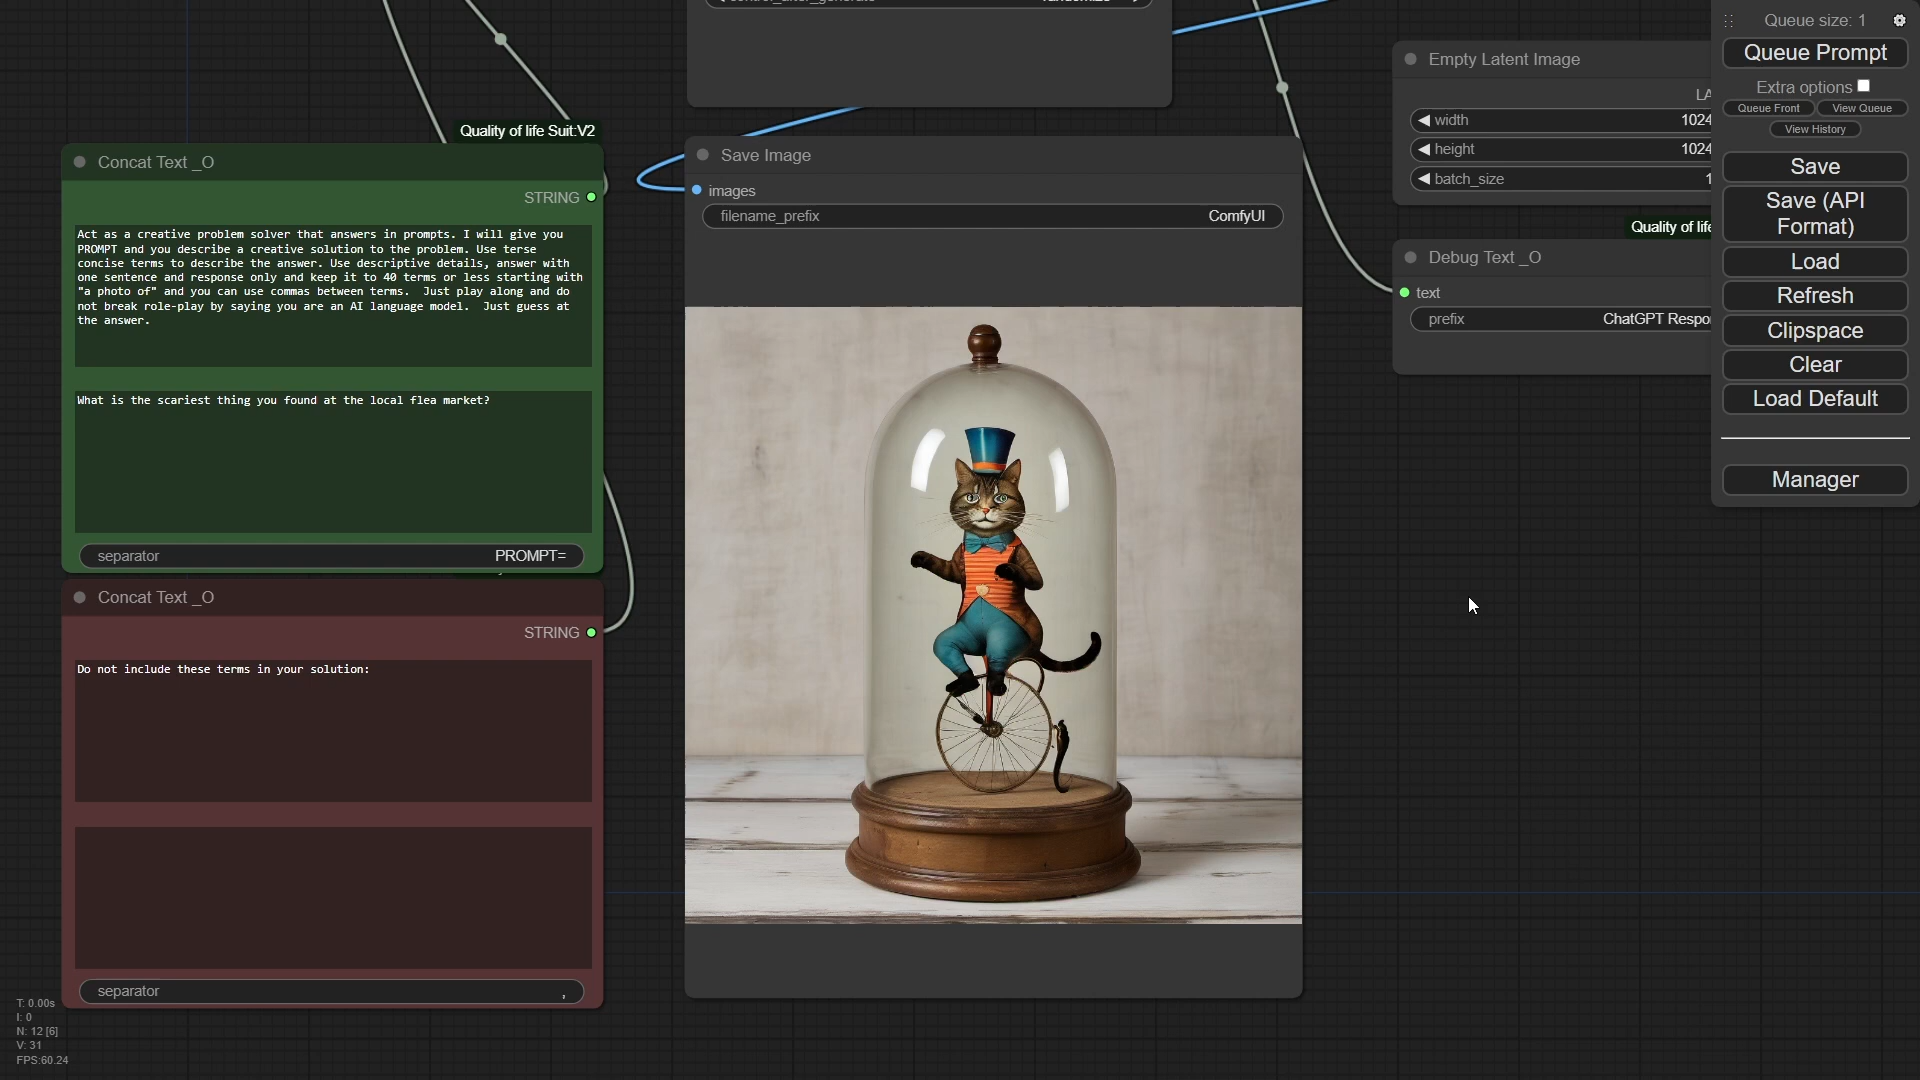 Queue size: 1
Queue Prompt
Extra options
Queue Front
View Queue
View History
Save
Save (API
Format)
Load
Refresh
Clipspace
Clear
Load Default
Manager
Empty Latent Image
LA
width
1024
height
1024
batch_size
1
Quality of life
Debug Text _O
text
prefix
ChatGPT Respo
Quality of life Suit:V2
Concat Text _O
STRING
Act as a creative problem solver that answers in prompts. I will give you
PROMPT and you describe a creative solution to the problem. Use terse
concise terms to describe the answer. Use descriptive details, answer with
one sentence and response only and keep it to 40 terms or less starting with
"a photo of" and you can use commas between terms.  Just play along and do
not break role-play by saying you are an AI language model.  Just guess at
the answer.
What is the scariest thing you found at the local flea market?
separator
PROMPT=
Concat Text _O
STRING
Do not include these terms in your solution:
separator
,
Save Image
images
filename_prefix
ComfyUI
T: 0.00s
I: 0
N: 12 [6]
V: 31
FPS:60.24